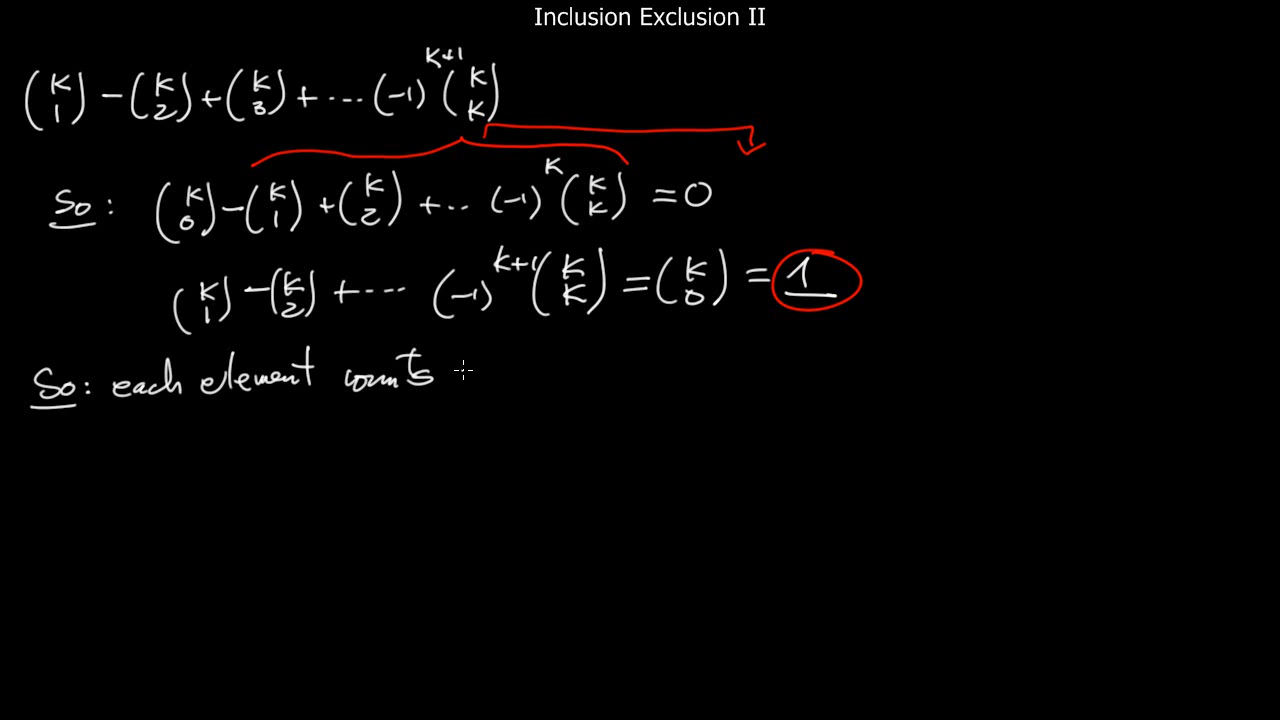 Inclusion Exclusion II
(K 1) - (K 2) + (K 3) + ... (-1)^{K+1} (K K)
So: (K 0) - (K 1) + (K 2) + ... (-1)^K (K K) = 0
(K 1) - (K 2) + ... (-1)^{k+1} (K K) = (K 0) = 1
So: each element counts